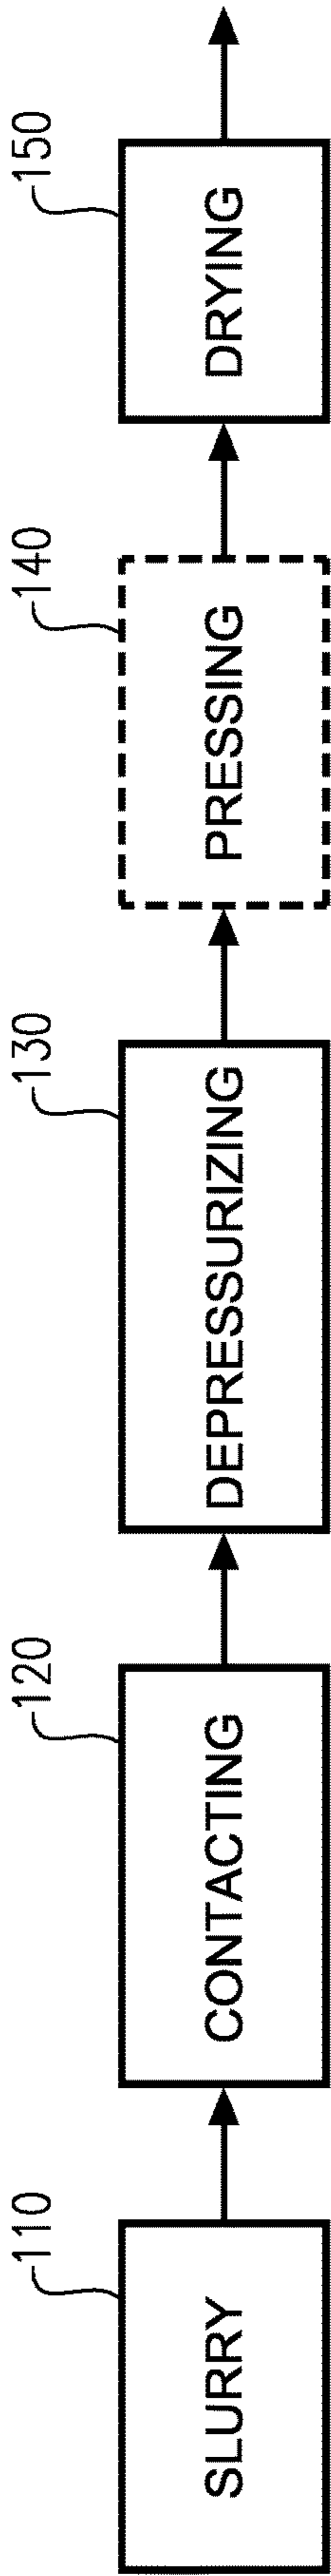 110
SLURRY
120
CONTACTING
130
DEPRESSURIZING
140
PRESSING
150
DRYING